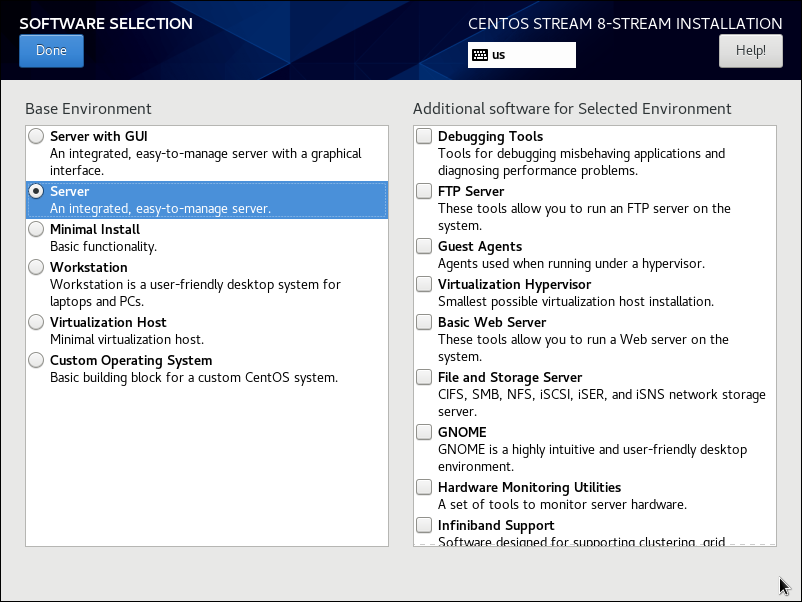 SOFTWARE SELECTION
CENTOS STREAM 8-STREAM INSTALLATION
Done
us
Help!
Base Environment
Server with GUI
An integrated, easy-to-manage server with a graphical
interface.
Server
An integrated, easy-to-manage server.
Minimal Install
Basic functionality.
Workstation
Workstation is a user-friendly desktop system for
laptops and PCs.
Virtualization Host
Minimal virtualization host.
Custom Operating System
Basic building block for a custom CentOS system.
Additional software for Selected Environment
Debugging Tools
Tools for debugging misbehaving applications and
diagnosing performance problems.
FTP Server
These tools allow you to run an FTP server on the
system.
Guest Agents
Agents used when running under a hypervisor.
Virtualization Hypervisor
Smallest possible virtualization host installation.
Basic Web Server
These tools allow you to run a Web server on the
system.
File and Storage Server
CIFS, SMB, NFS, iSCSI, iSER, and iSNS network storage
server.
GNOME
GNOME is a highly intuitive and user-friendly desktop
environment.
Hardware Monitoring Utilities
A set of tools to monitor server hardware.
Infiniband Support
Software designed for supporting clustering, grid